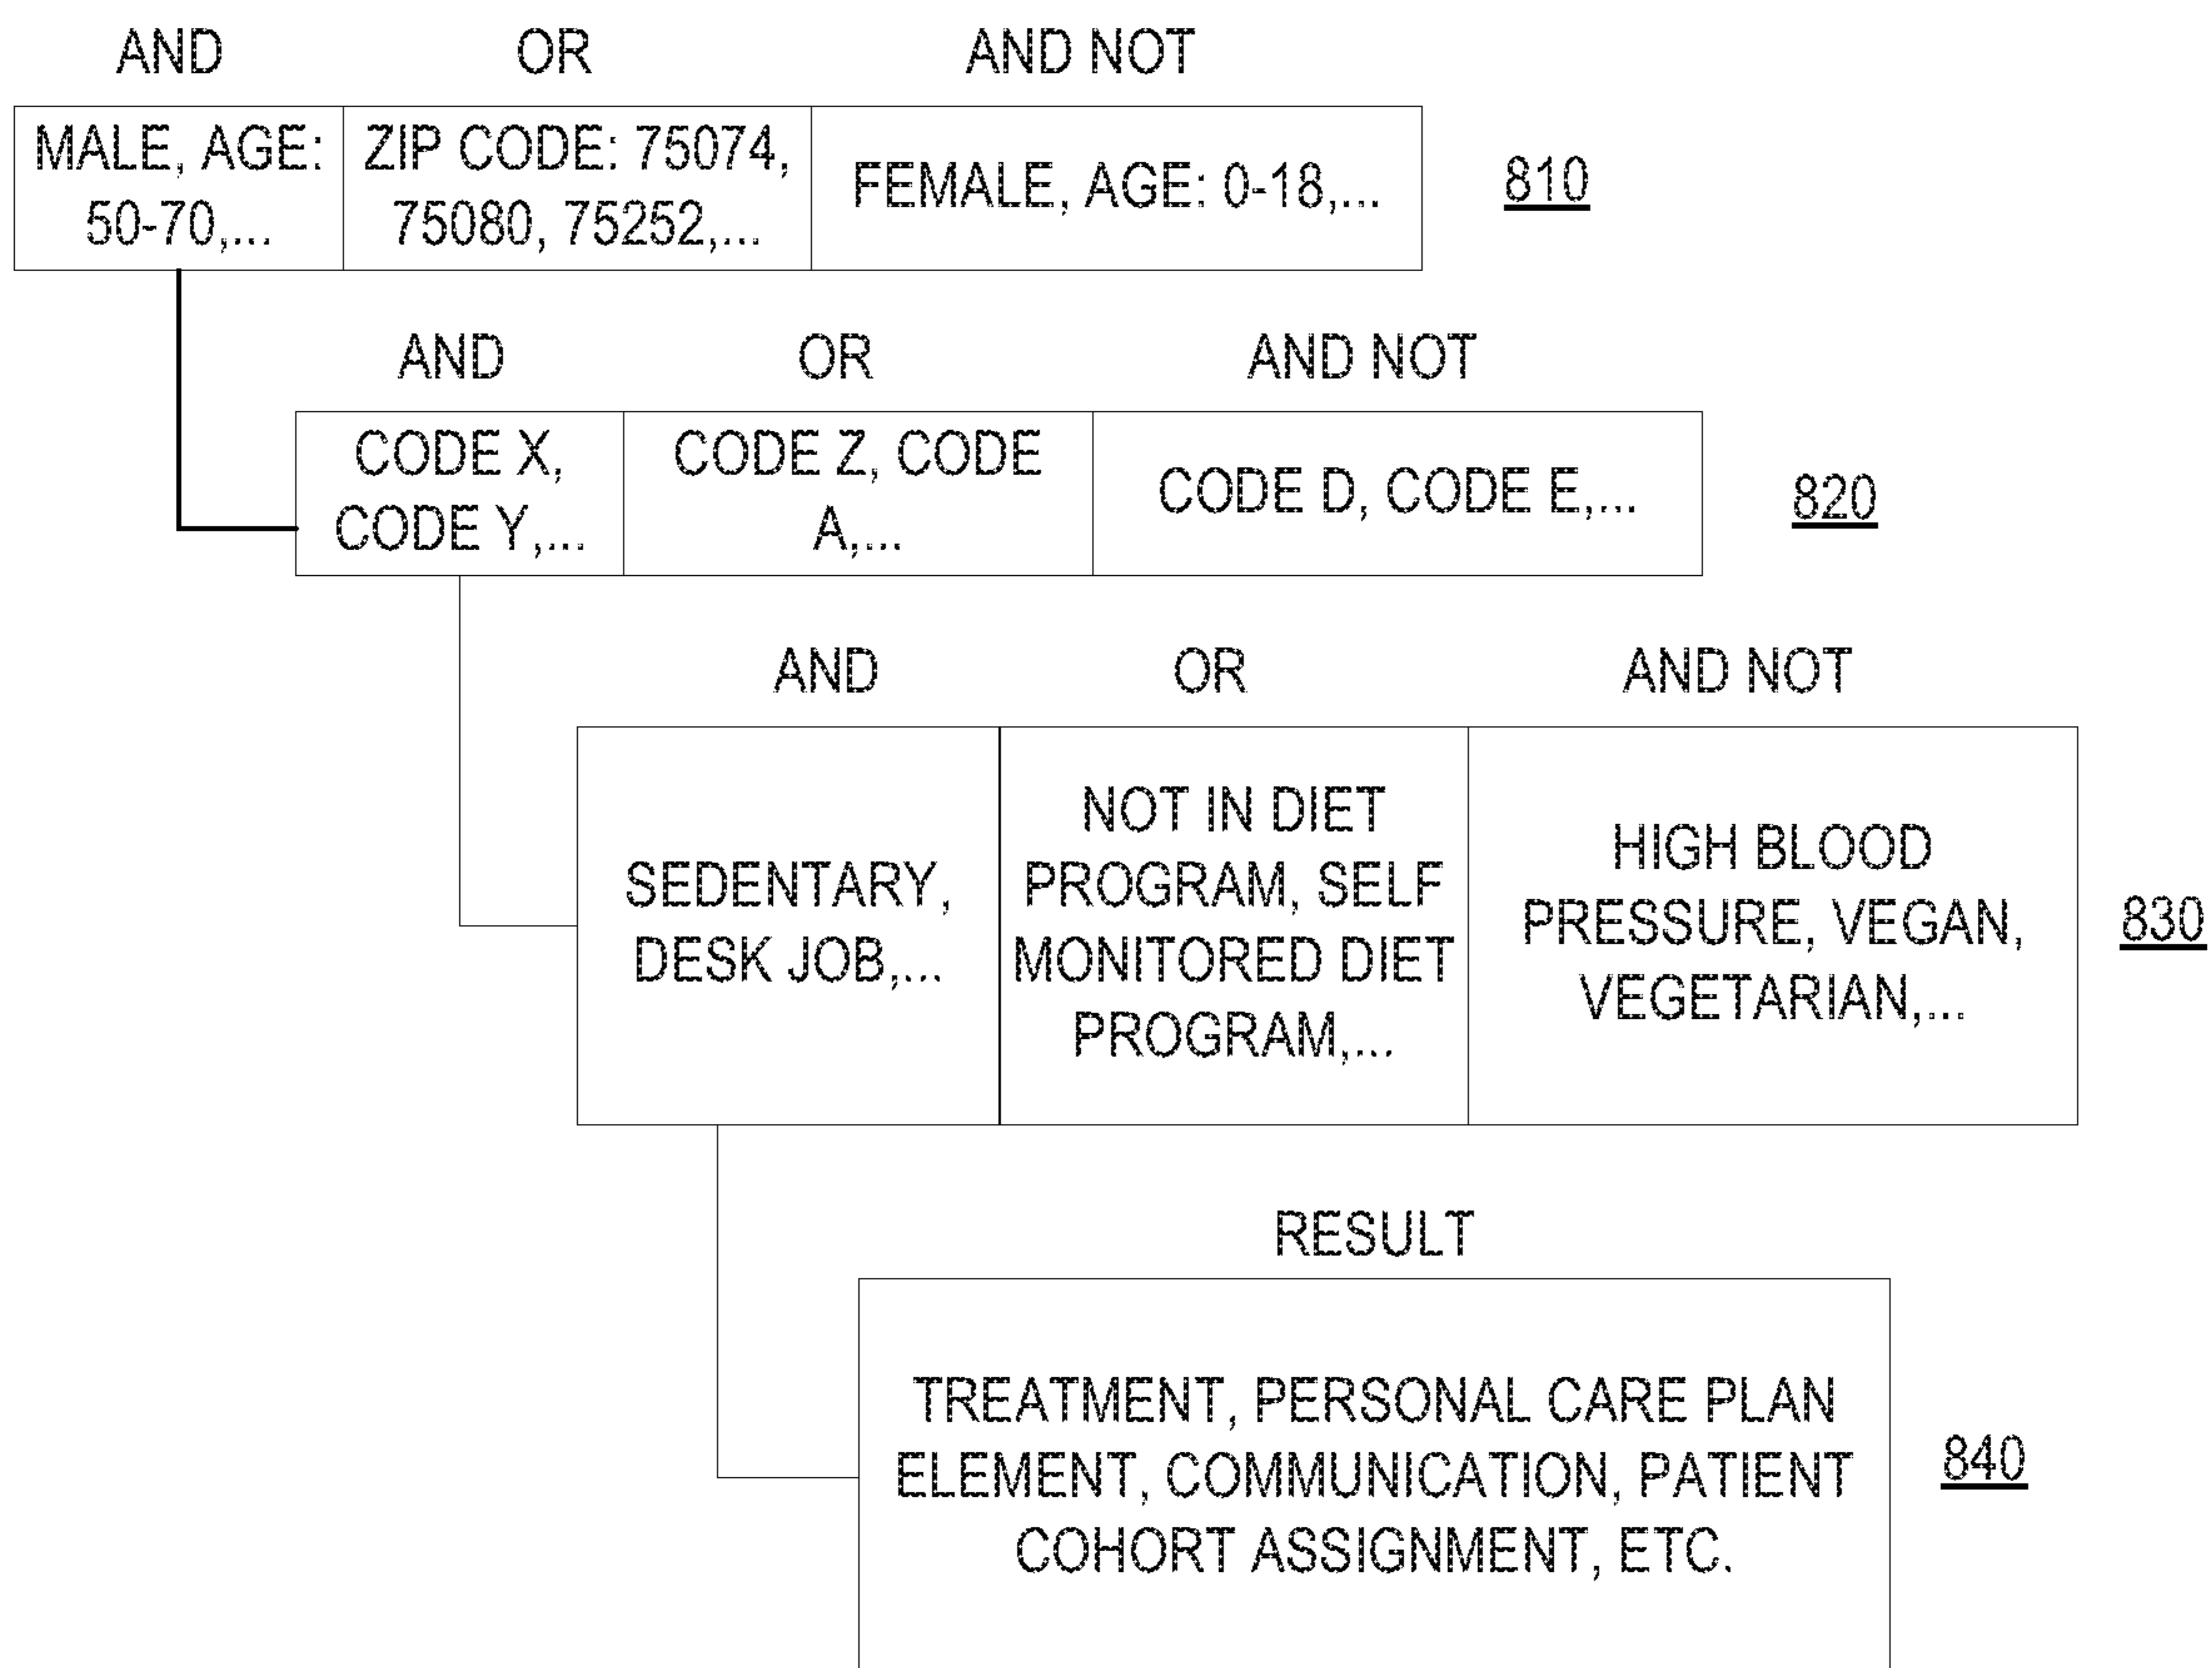 AND OR AND NOT
MALE, AGE: 50-70,...
ZIP CODE: 75074, 75080, 75252,...
FEMALE, AGE: 0-18,...
810
AND OR AND NOT
CODE X,
CODE Y,...
CODE Z, CODE
A,...
CODE D, CODE E,...
820
AND OR AND NOT
SEDENTARY,
DESK JOB,...
NOT IN DIET
PROGRAM, SELF
MONITORED DIET
PROGRAM,...
HIGH BLOOD
PRESSURE, VEGAN,
VEGETARIAN,...
830
RESULT
TREATMENT, PERSONAL CARE PLAN
ELEMENT, COMMUNICATION, PATIENT
COHORT ASSIGNMENT, ETC.
840